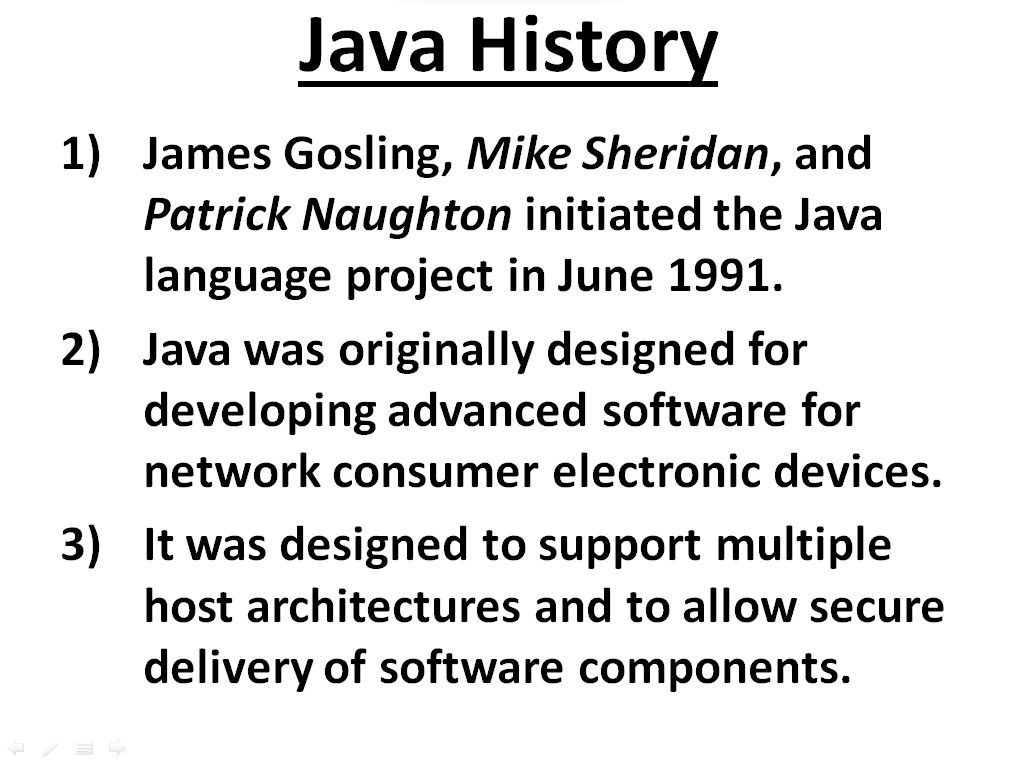 Java History
1) James Gosling, Mike Sheridan, and
Patrick Naughton initiated the Java
language project in June 1991.
2) Java was originally designed for
developing advanced software for
network consumer electronic devices.
3) It was designed to support multiple
host architectures and to allow secure
delivery of software components.